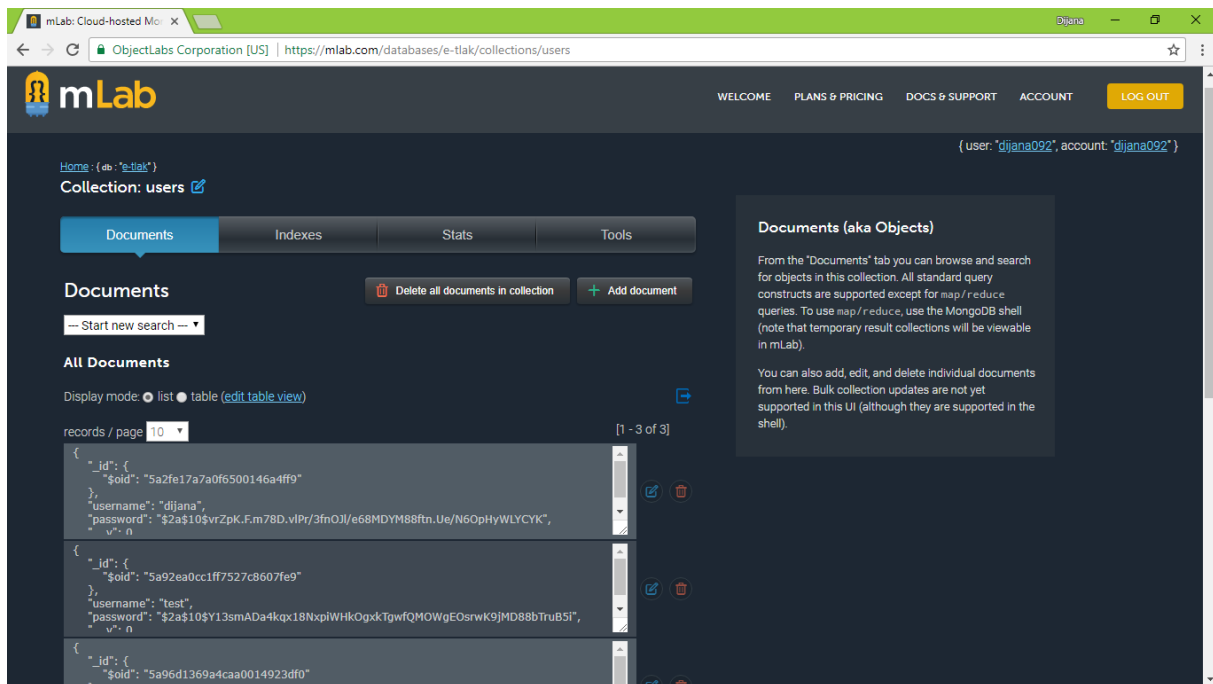 mLab: Cloud-hosted Mo
Dijana
ObjectLabs Corporation [US] | https://mlab.com/databases/e-tlak/collections/users
mLab
WELCOME PLANS & PRICING DOCS & SUPPORT ACCOUNT LOG OUT
{ user: "dijana092", account: "dijana092" }
Home : { db : "e-tlak" }
Collection: users
Documents Indexes Stats Tools
Documents
Delete all documents in collection
Add document
--- Start new search ---
All Documents
Display mode: list table (edit table view)
records / page 10 [1 - 3 of 3]
{
"_id": {
"$oid": "5a2fe17a7a0f6500146a4ff9"
},
"username": "dijana",
"password": "$2a$10$vrZpK.F.m78D.vlPr/3fnOJl/e68MDYM88ftn.Ue/N6OpHyWLYCYK",
"__v": 0
{
"_id": {
"$oid": "5a92ea0cc1ff7527c8607fe9"
},
"username": "test",
"password": "$2a$10$Y13smADa4kqx18NxpiWHkOgxkTgwfQMOWgEOsrwK9jMD88bTruB5i",
"__v": 0
{
"_id": {
"$oid": "5a96d1369a4caa0014923df0"
Documents (aka Objects)
From the "Documents" tab you can browse and search
for objects in this collection. All standard query
constructs are supported except for map/reduce
queries. To use map/reduce, use the MongoDB shell
(note that temporary result collections will be viewable
in mLab).
You can also add, edit, and delete individual documents
from here. Bulk collection updates are not yet
supported in this UI (although they are supported in the
shell).